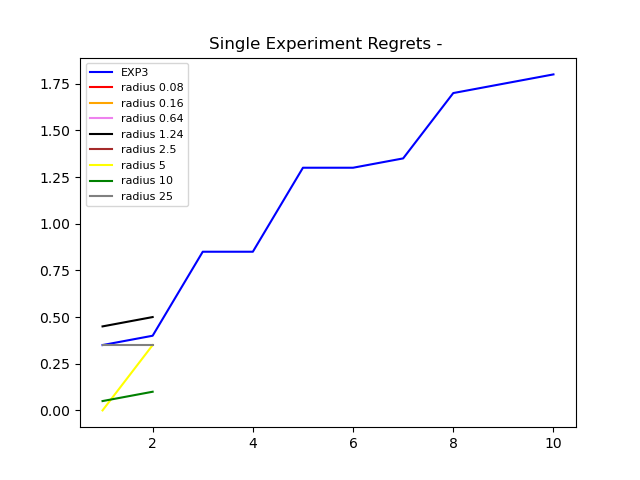 Single Experiment Regrets -
EXP3
radius 0.08
radius 0.16
radius 0.64
radius 1.24
radius 2.5
radius 5
radius 10
radius 25
1.75
1.50
1.25
1.00
0.75
0.50
0.25
0.00
2 4 6 8 10